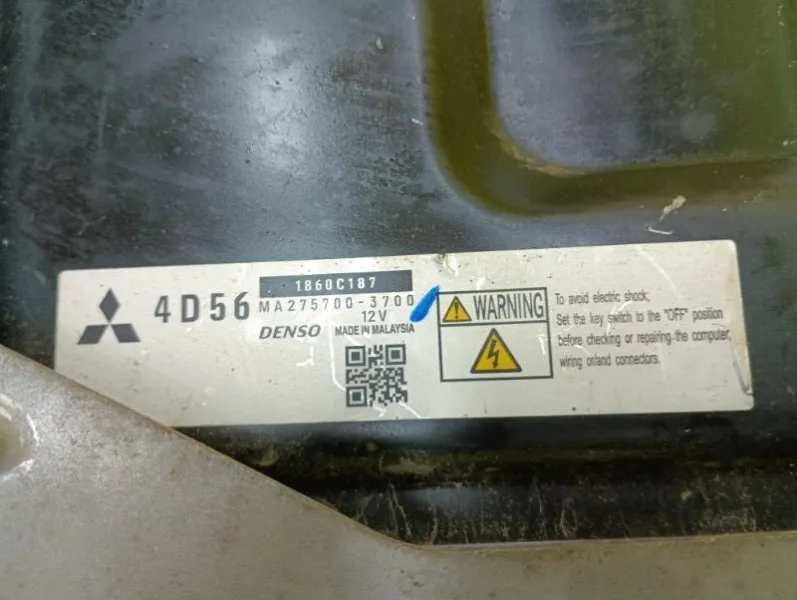 4D56
1860C187
MA275700-3700
12V
DENSO MADE IN MALAYSIA
WARNING
To avoid electric shock;
Set the key switch to the "OFF" position
before checking or repairing the computer,
wiring or/and connectors.